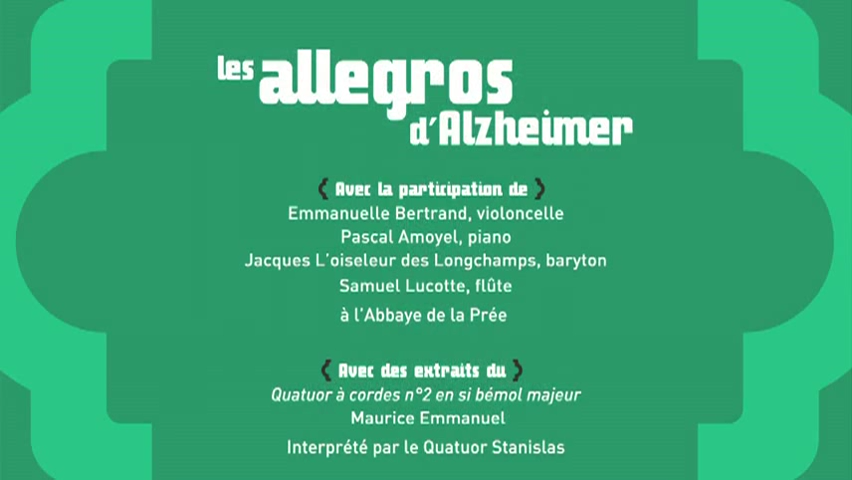 les allegros
d'Alzheimer
{ Avec la participation de }
Emmanuelle Bertrand, violoncelle
Pascal Amoyel, piano
Jacques L'oiseleur des Longchamps, baryton
Samuel Lucotte, flûte
à l'Abbaye de la Prée
{ Avec des extraits du }
Quatuor à cordes n°2 en si bémol majeur
Maurice Emmanuel
Interprété par le Quatuor Stanislas